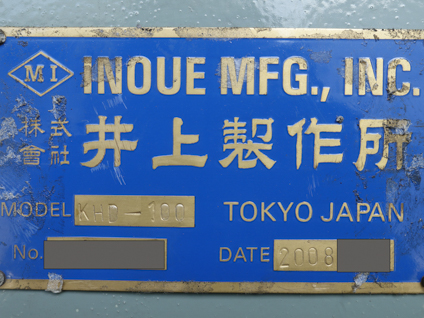 MI INOUE MFG., INC.
株式會社 井上製作所
MODEL KHD-100 TOKYO JAPAN
No. DATE 2008